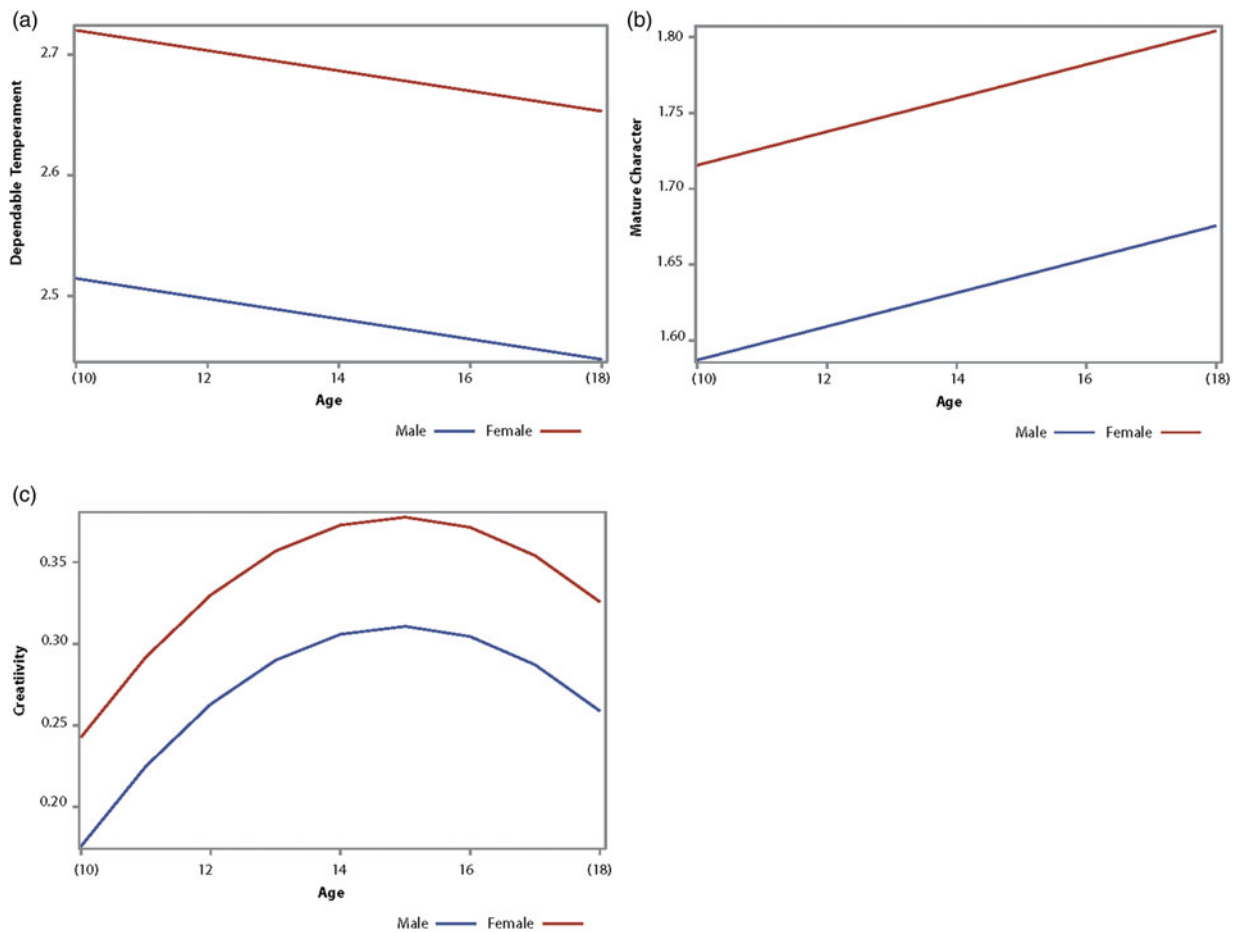 (a)
Dependable Temperament
2.7
2.6
2.5
(10) 12 14 16 (18)
Age
Male Female
(b)
Mature Character
1.80
1.75
1.70
1.65
1.60
(10) 12 14 16 (18)
Age
Male Female
(c)
Creatiivity
0.35
0.30
0.25
0.20
(10) 12 14 16 (18)
Age
Male Female